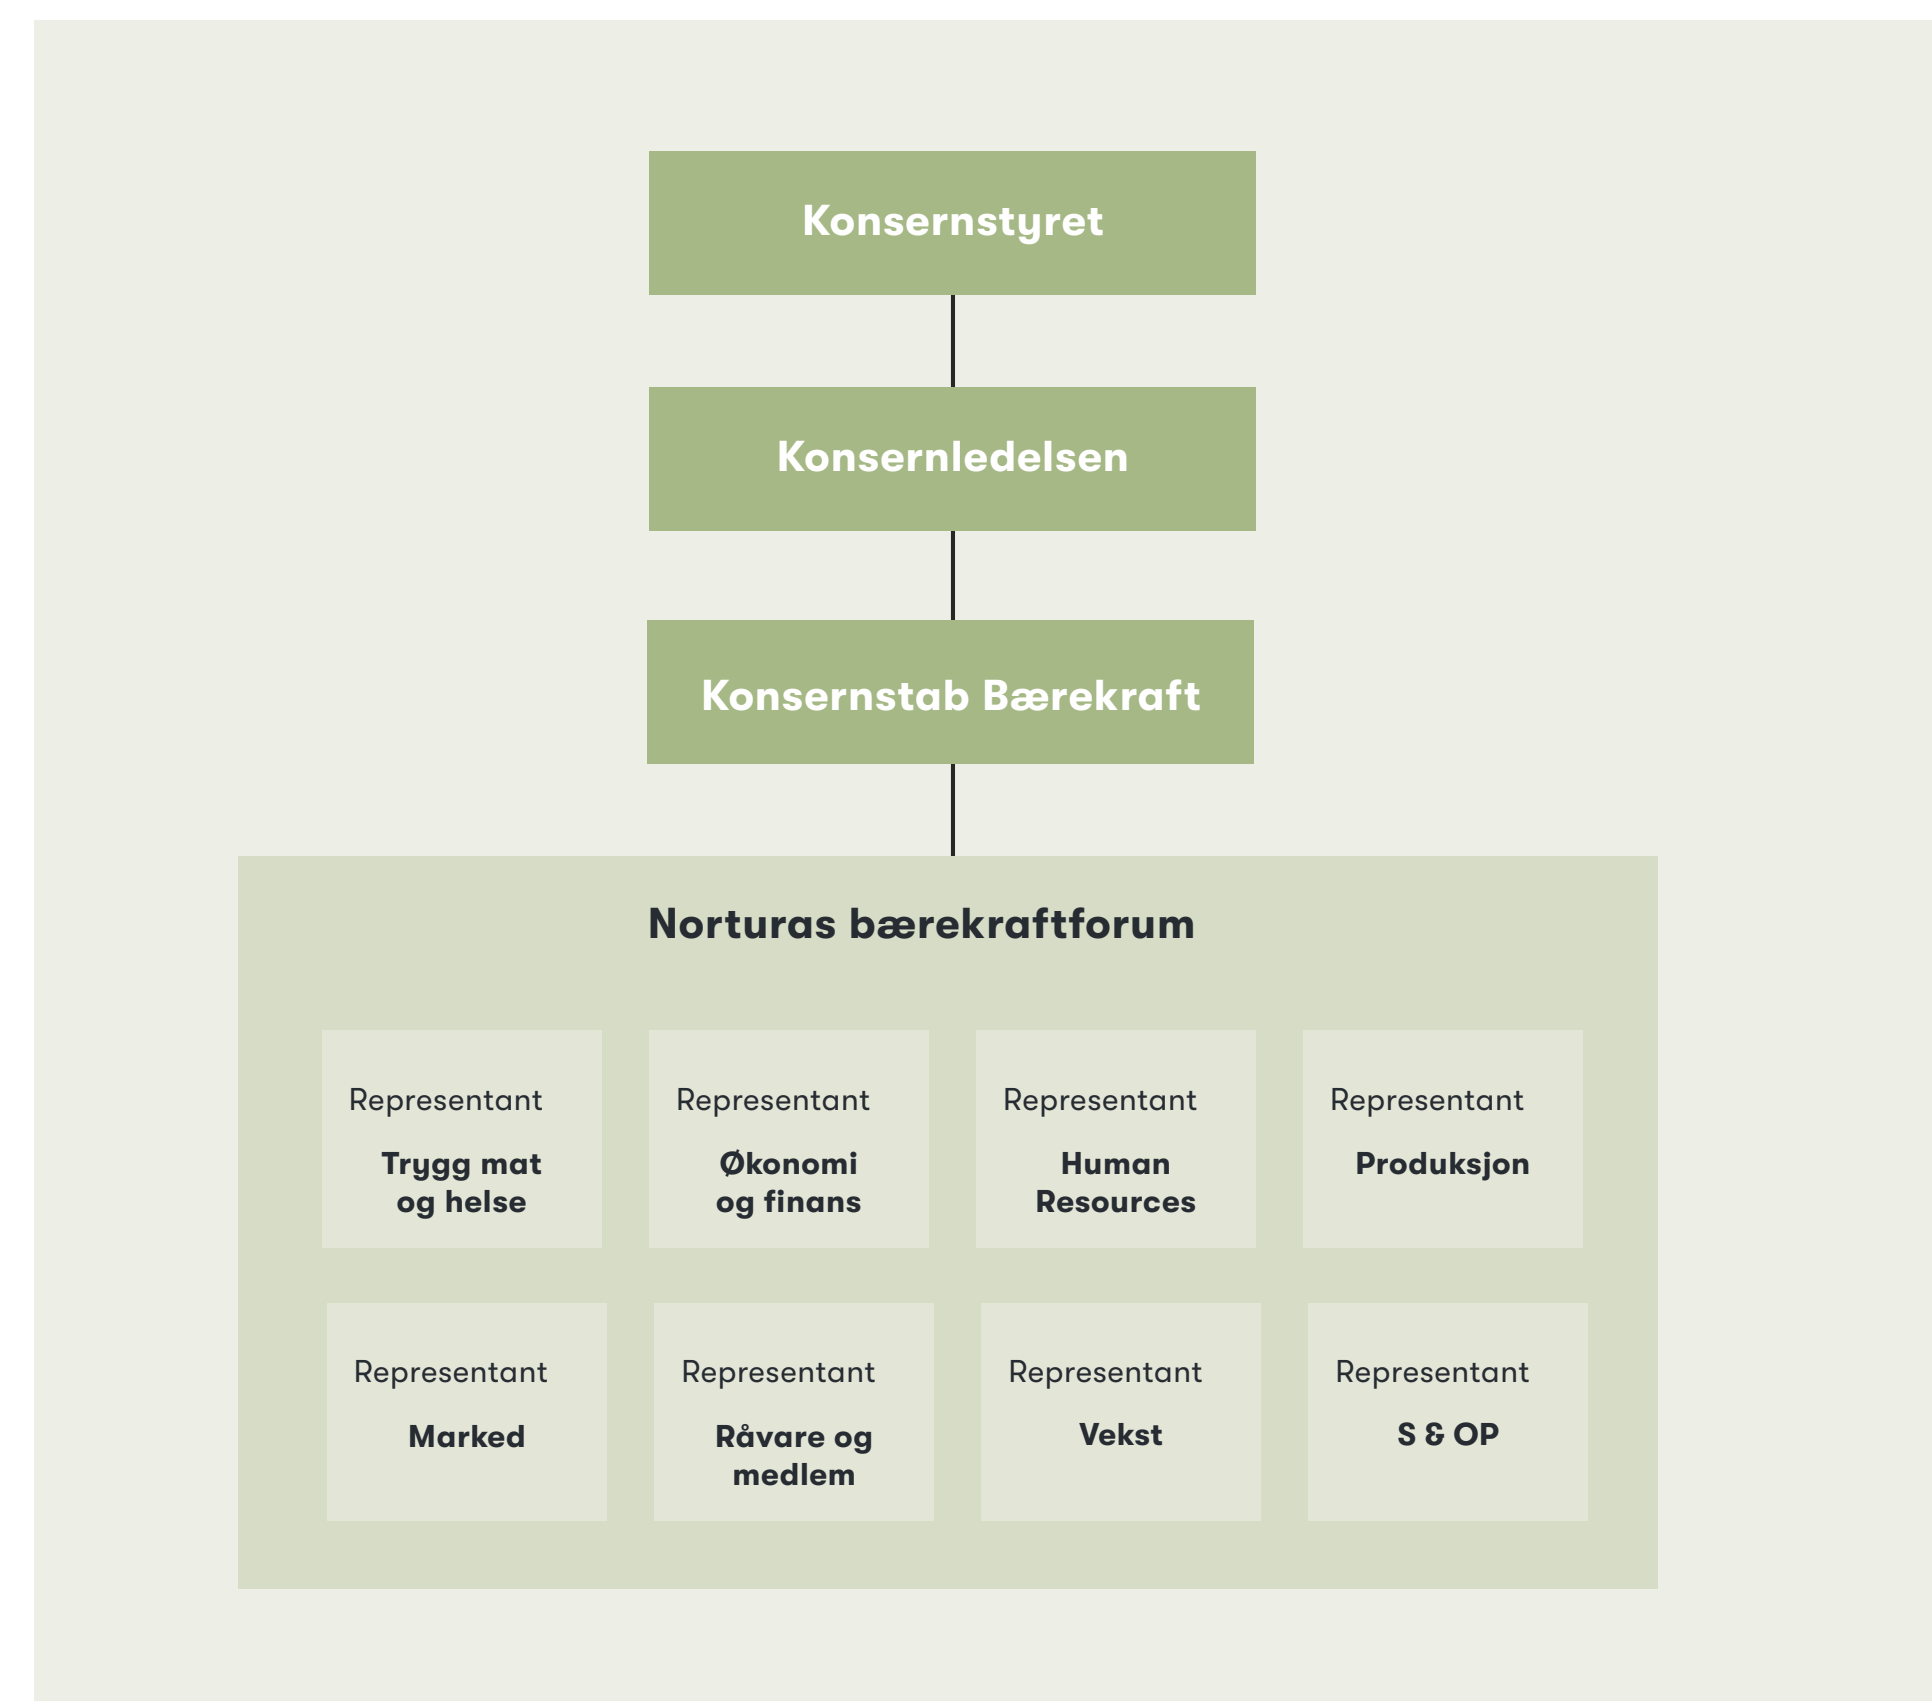 Konsernstyret
Konsernledelsen
Konsernstab Bærekraft
Norturas bærekraftforum
Representant
Trygg mat
og helse
Representant
Økonomi
og finans
Representant
Human
Resources
Representant
Produksjon
Representant
Marked
Representant
Råvare og
medlem
Representant
Vekst
Representant
S & OP